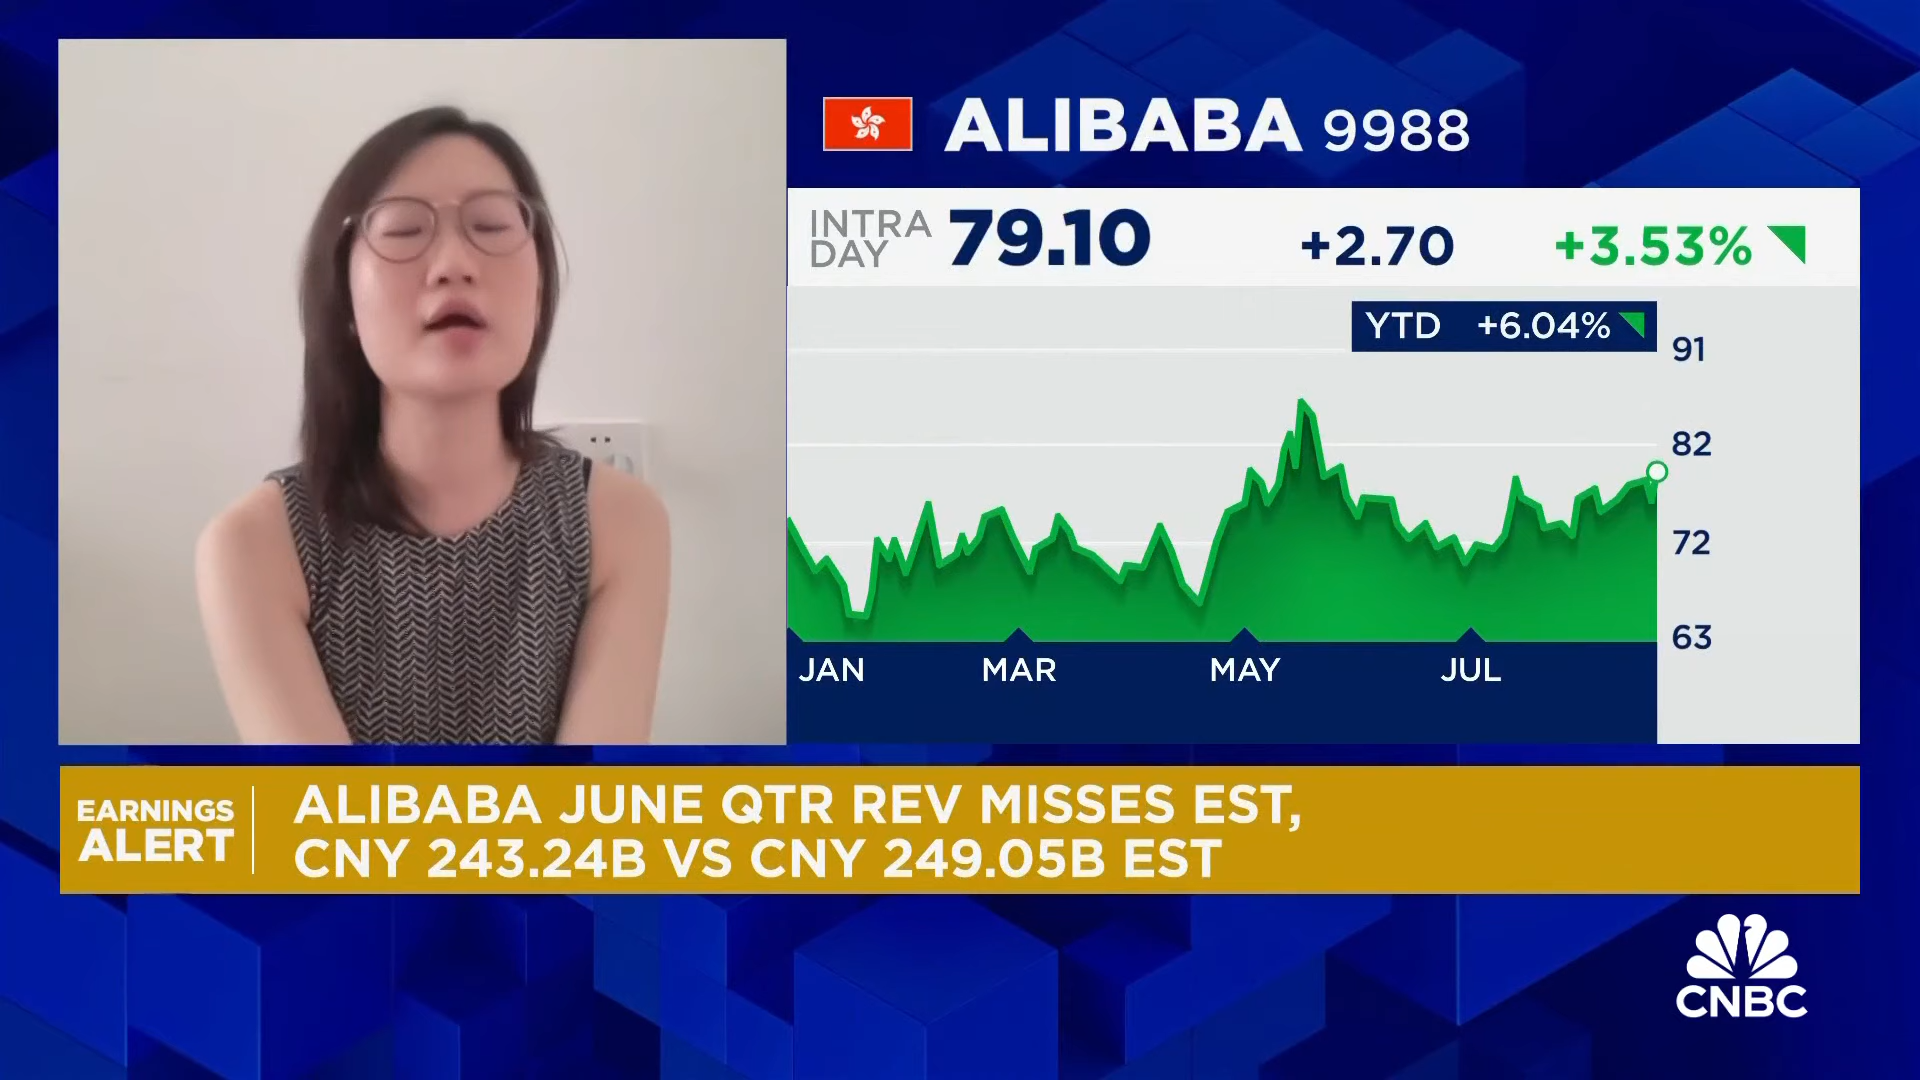 ALIBABA 9988
INTRA
DAY
79.10
+2.70
+3.53%
YTD +6.04%
91
82
72
63
JAN
MAR
MAY
JUL
EARNINGS
ALERT
ALIBABA JUNE QTR REV MISSES EST,
CNY 243.24B VS CNY 249.05B EST
CNBC